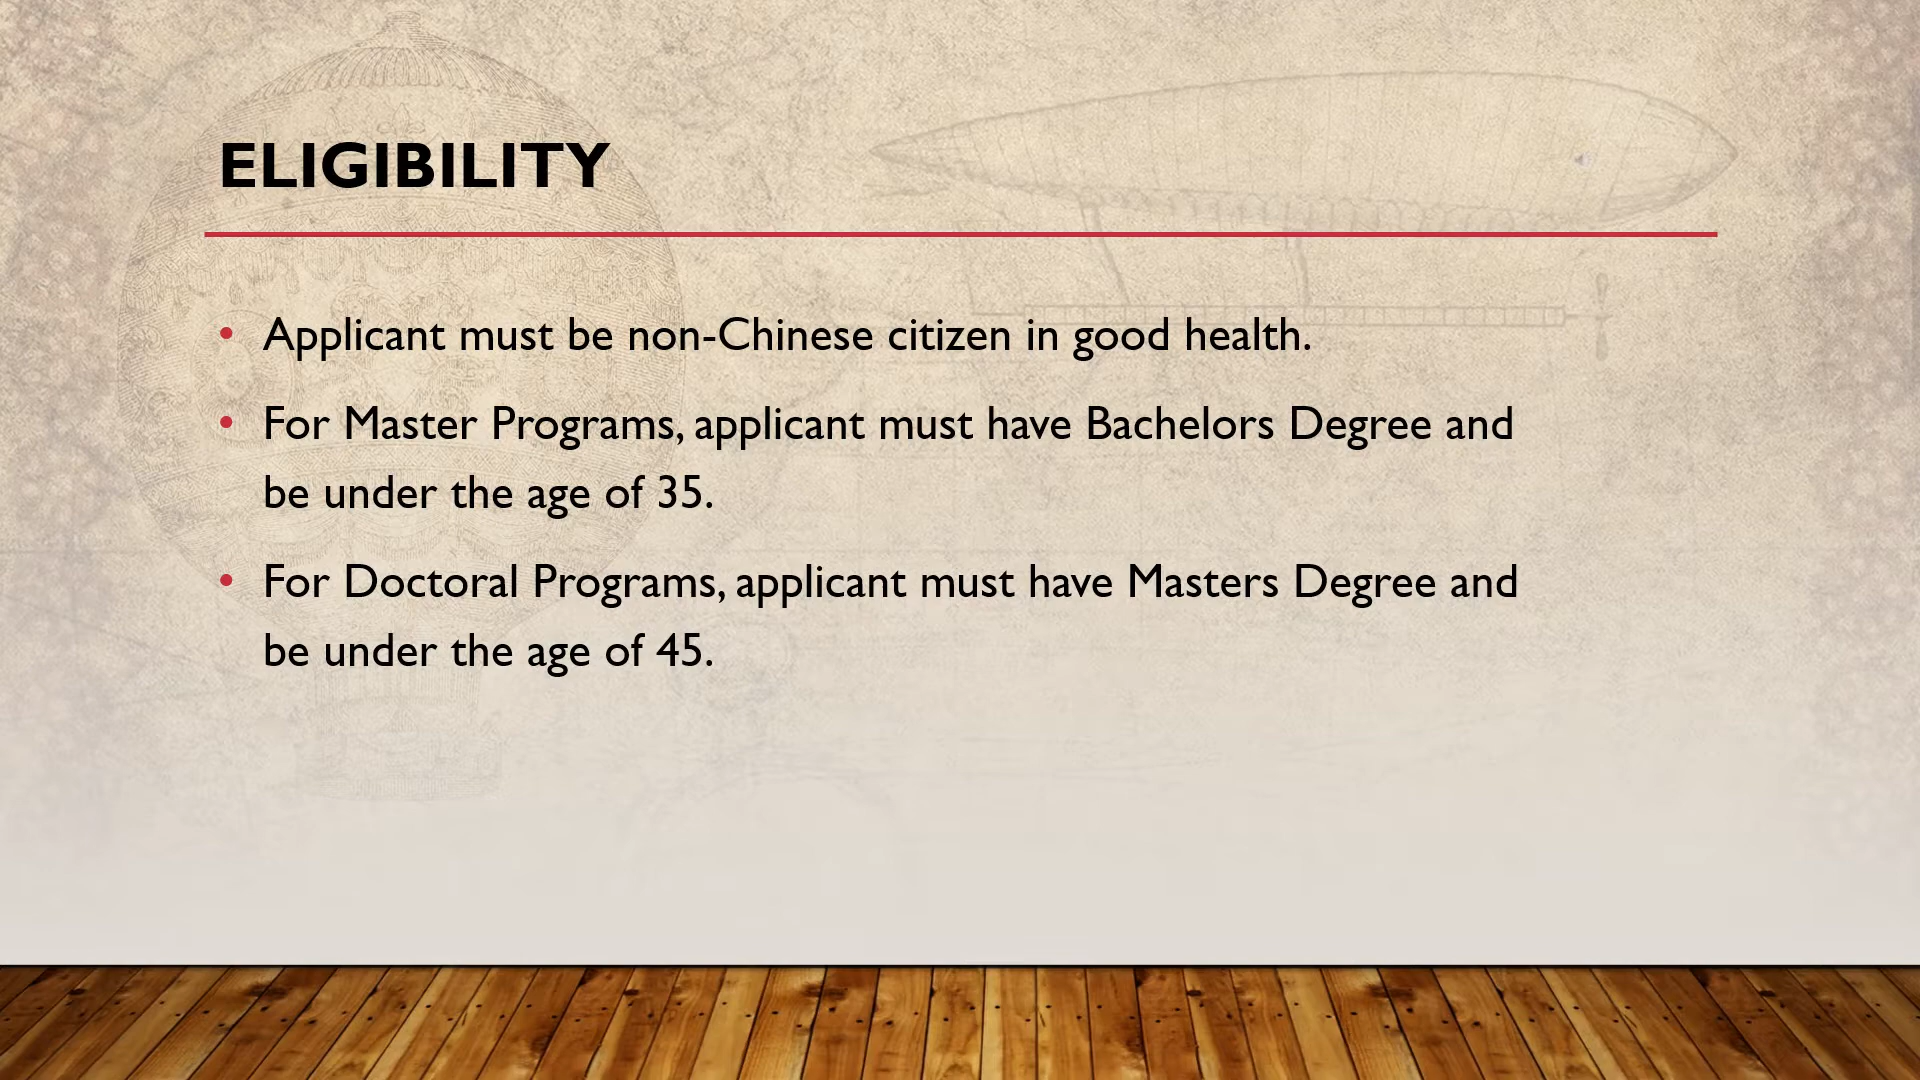 ELIGIBILITY
• Applicant must be non-Chinese citizen in good health.
• For Master Programs, applicant must have Bachelors Degree and
be under the age of 35.
• For Doctoral Programs, applicant must have Masters Degree and
be under the age of 45.